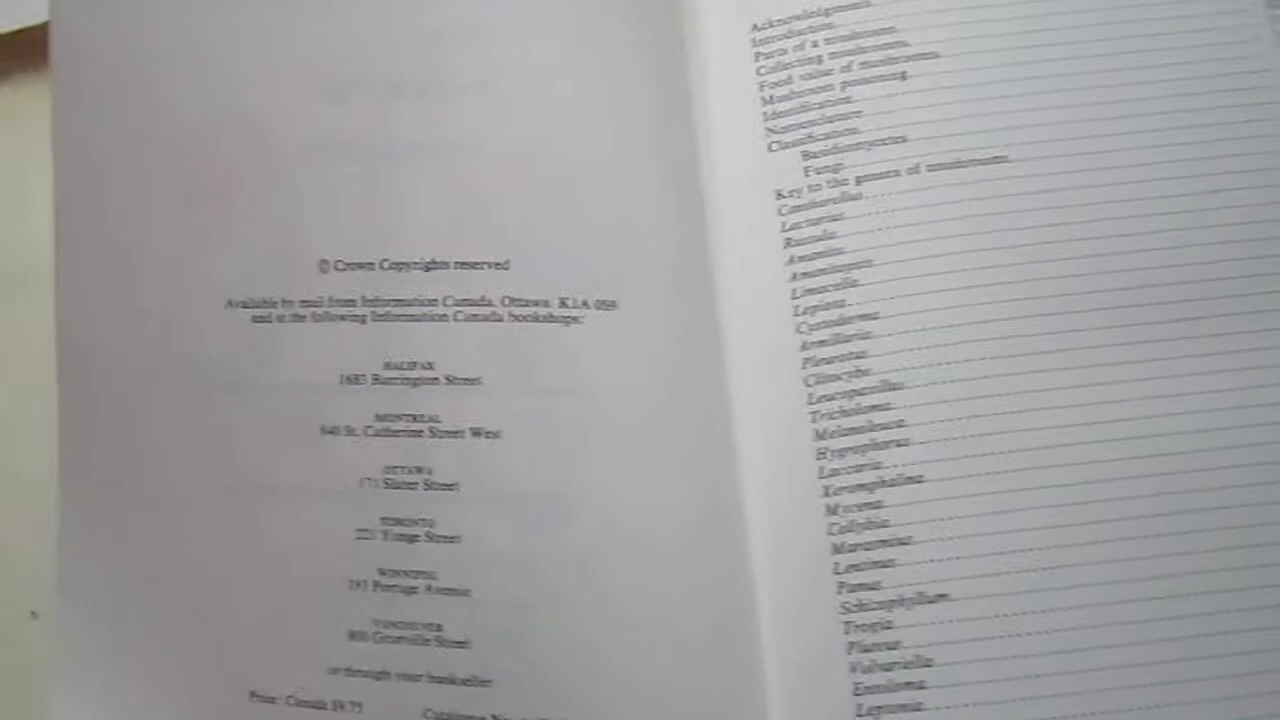 © Crown Copyrights reserved
Available by mail from Information Canada, Ottawa, K1A 0S9
and at the following Information Canada bookshops:
HALIFAX
1683 Barrington Street
MONTREAL
640 St. Catherine Street West
OTTAWA
171 Slater Street
TORONTO
221 Yonge Street
WINNIPEG
393 Portage Avenue
VANCOUVER
800 Granville Street
or through your bookseller
Price: Canada
Catalogue No.
Acknowledgment
Introduction
Parts of a mushroom
Collecting mushrooms
Food value of mushrooms
Mushroom poisoning
Identification
Nomenclature
Classification
Basidiomycetes
Fungi
Key to the genera of mushrooms
Cantharellus
Lactarius
Russula
Amanita
Amanitopsis
Limacella
Lepiota
Cystoderma
Armillaria
Pleurotus
Clitocybe
Leucopaxillus
Tricholoma
Melanoleuca
Hygrophorus
Laccaria
Xeromphalina
Mycena
Collybia
Marasmius
Lentinus
Panus
Schizophyllum
Trogia
Pluteus
Volvariella
Entoloma
Leptonia